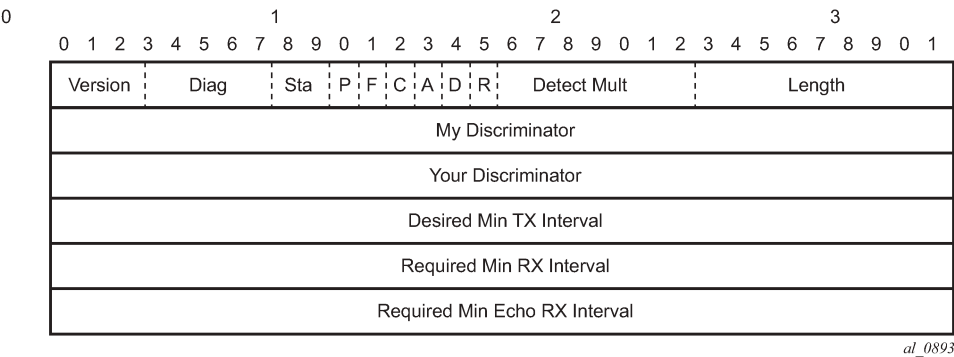 0 1 2 3
0 1 2 3 4 5 6 7 8 9 0 1 2 3 4 5 6 7 8 9 0 1 2 3 4 5 6 7 8 9 0 1
Version Diag Sta P F C A D R Detect Mult Length
My Discriminator
Your Discriminator
Desired Min TX Interval
Required Min RX Interval
Required Min Echo RX Interval
al_0893